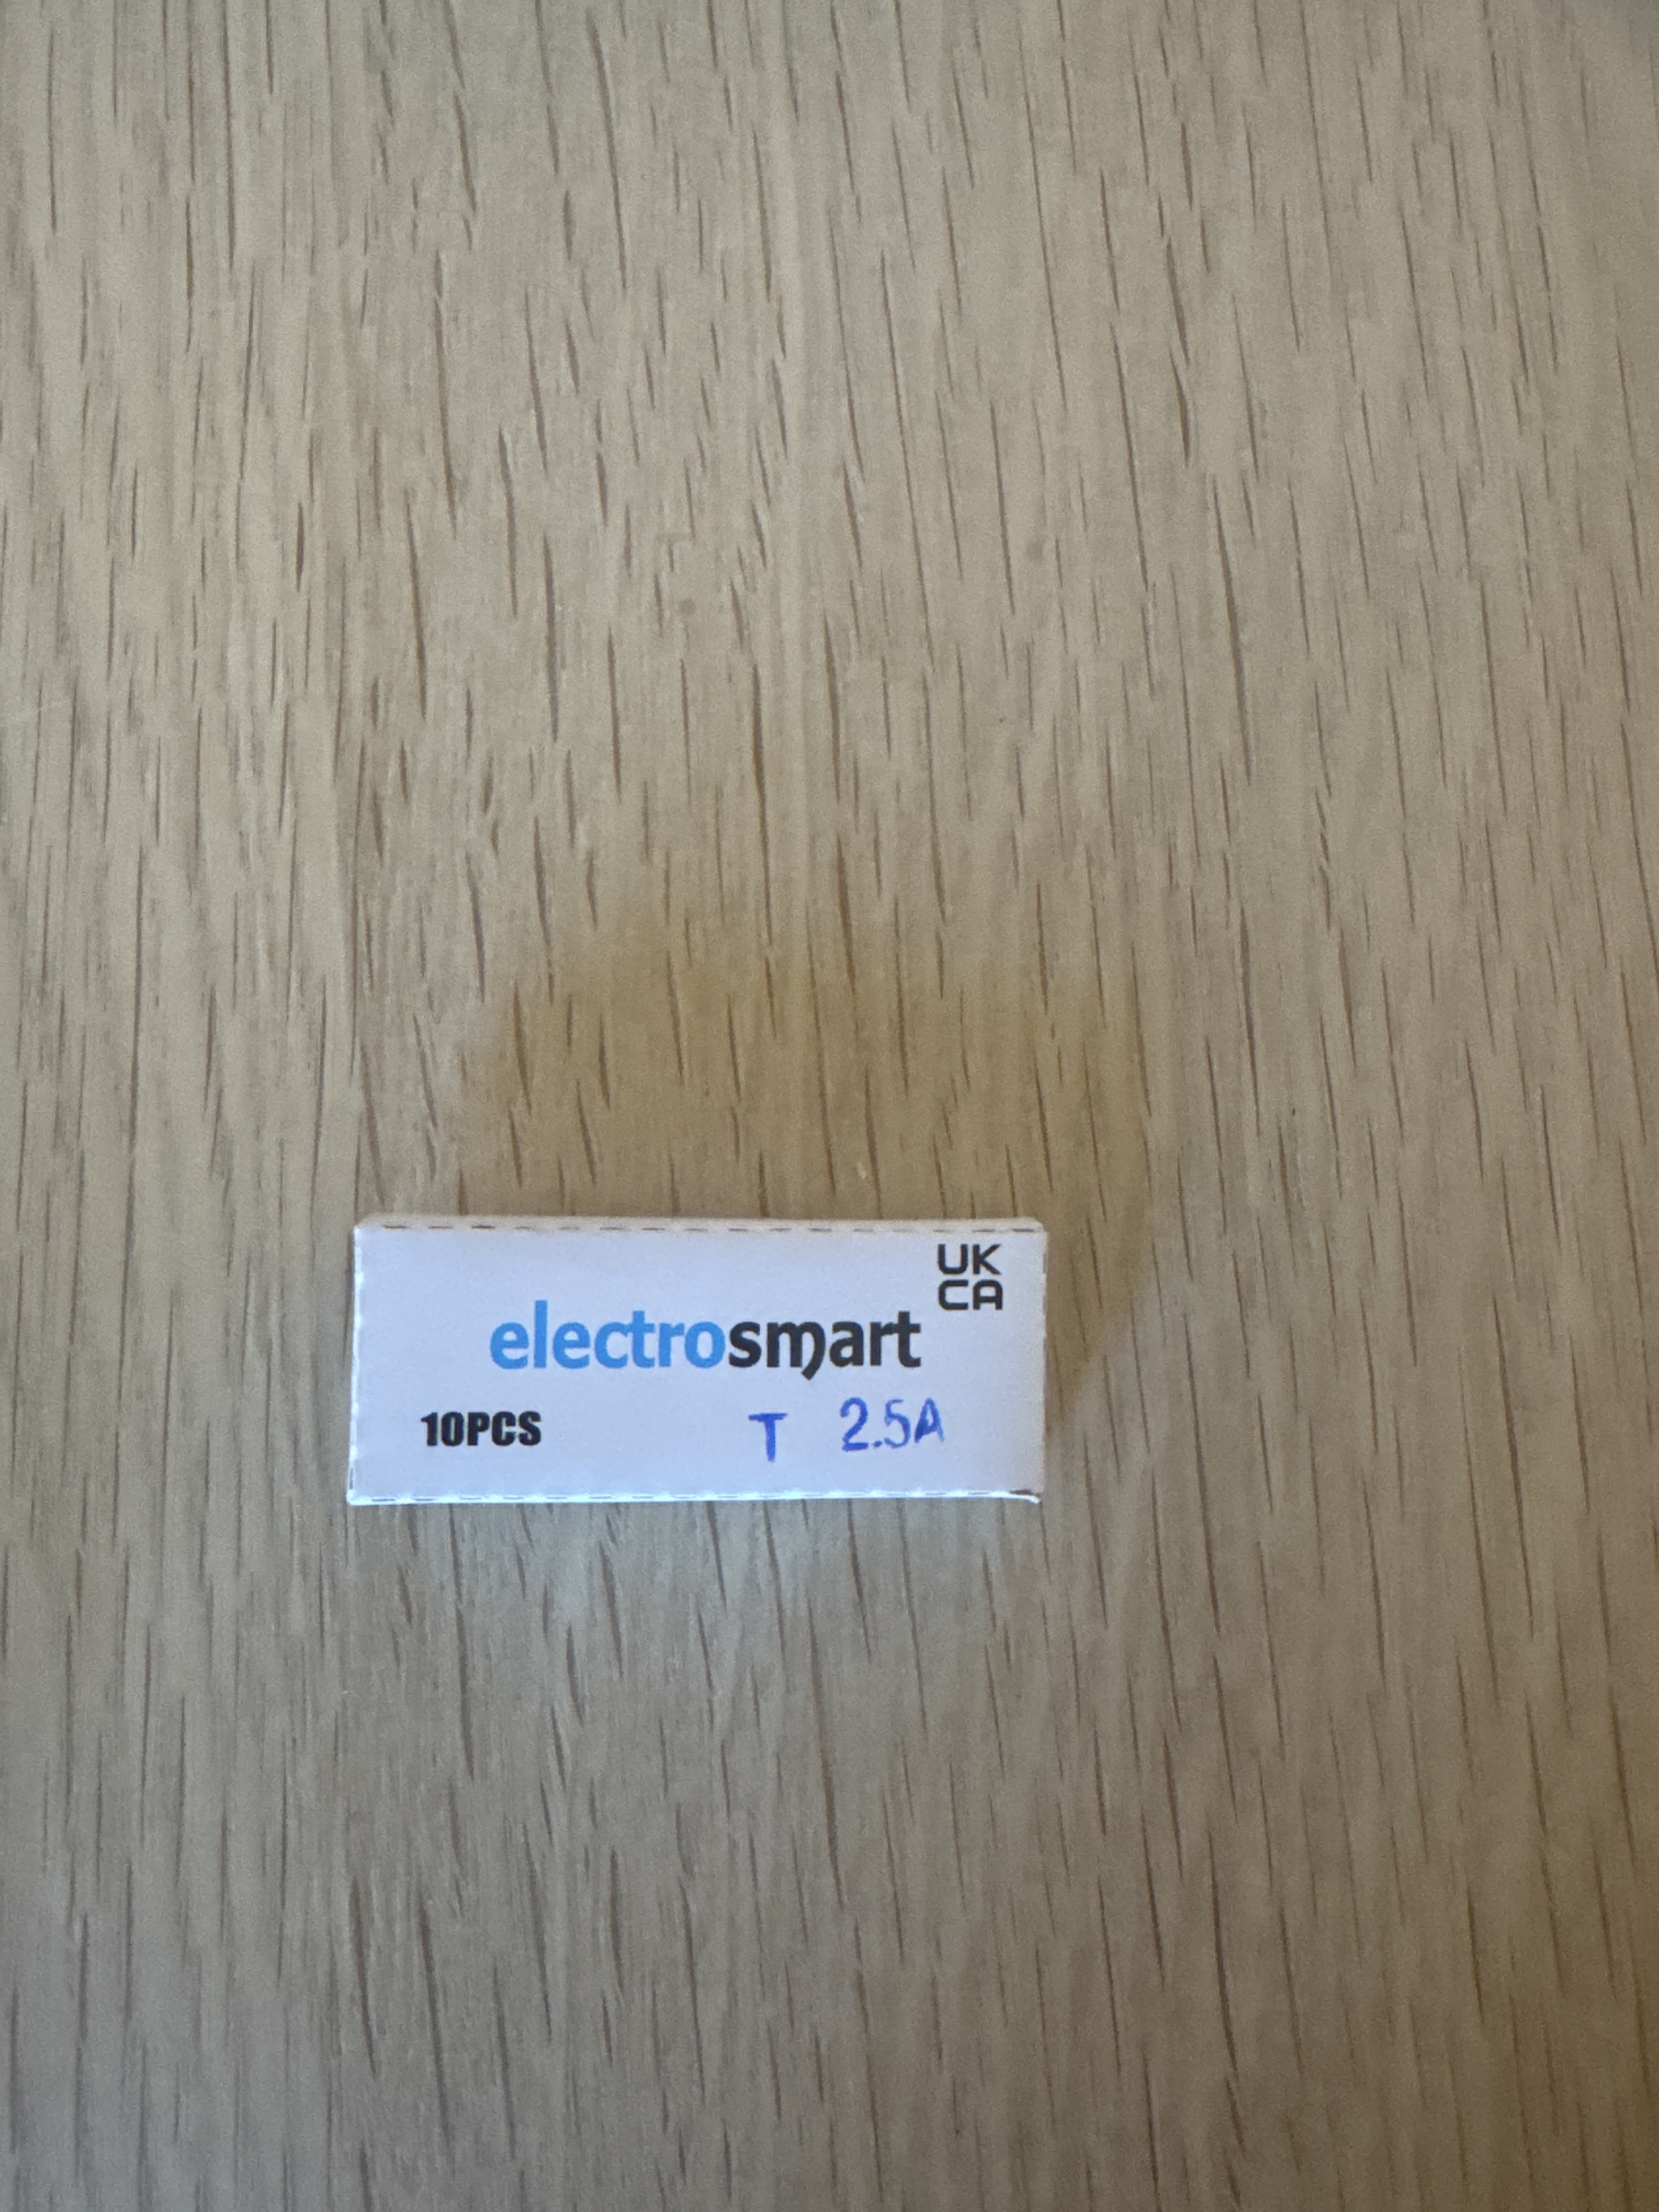 UK
CA
electrosmart
10PCS T 2.5A